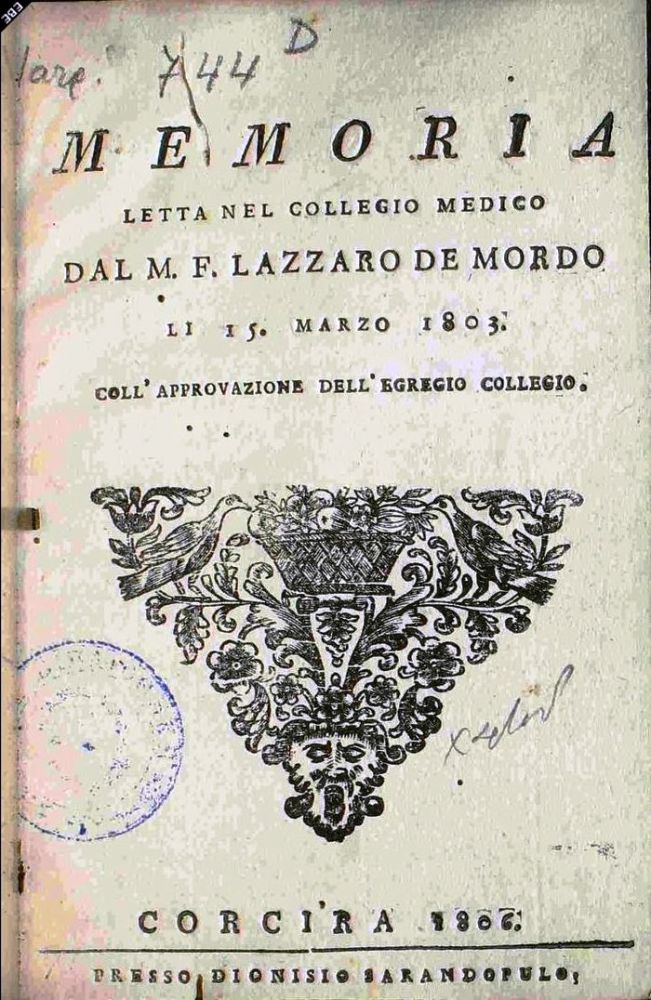 EBE
744 D
MEMORIA
LETTA NEL COLLEGIO MEDICO
DAL M. F. LAZZARO DE MORDO
LI 15. MARZO 1803.
COLL' APPROVAZIONE DELL' EGREGIO COLLEGIO.
CORCIRA 1806.
PRESSO DIONISIO SARANDOPULO,